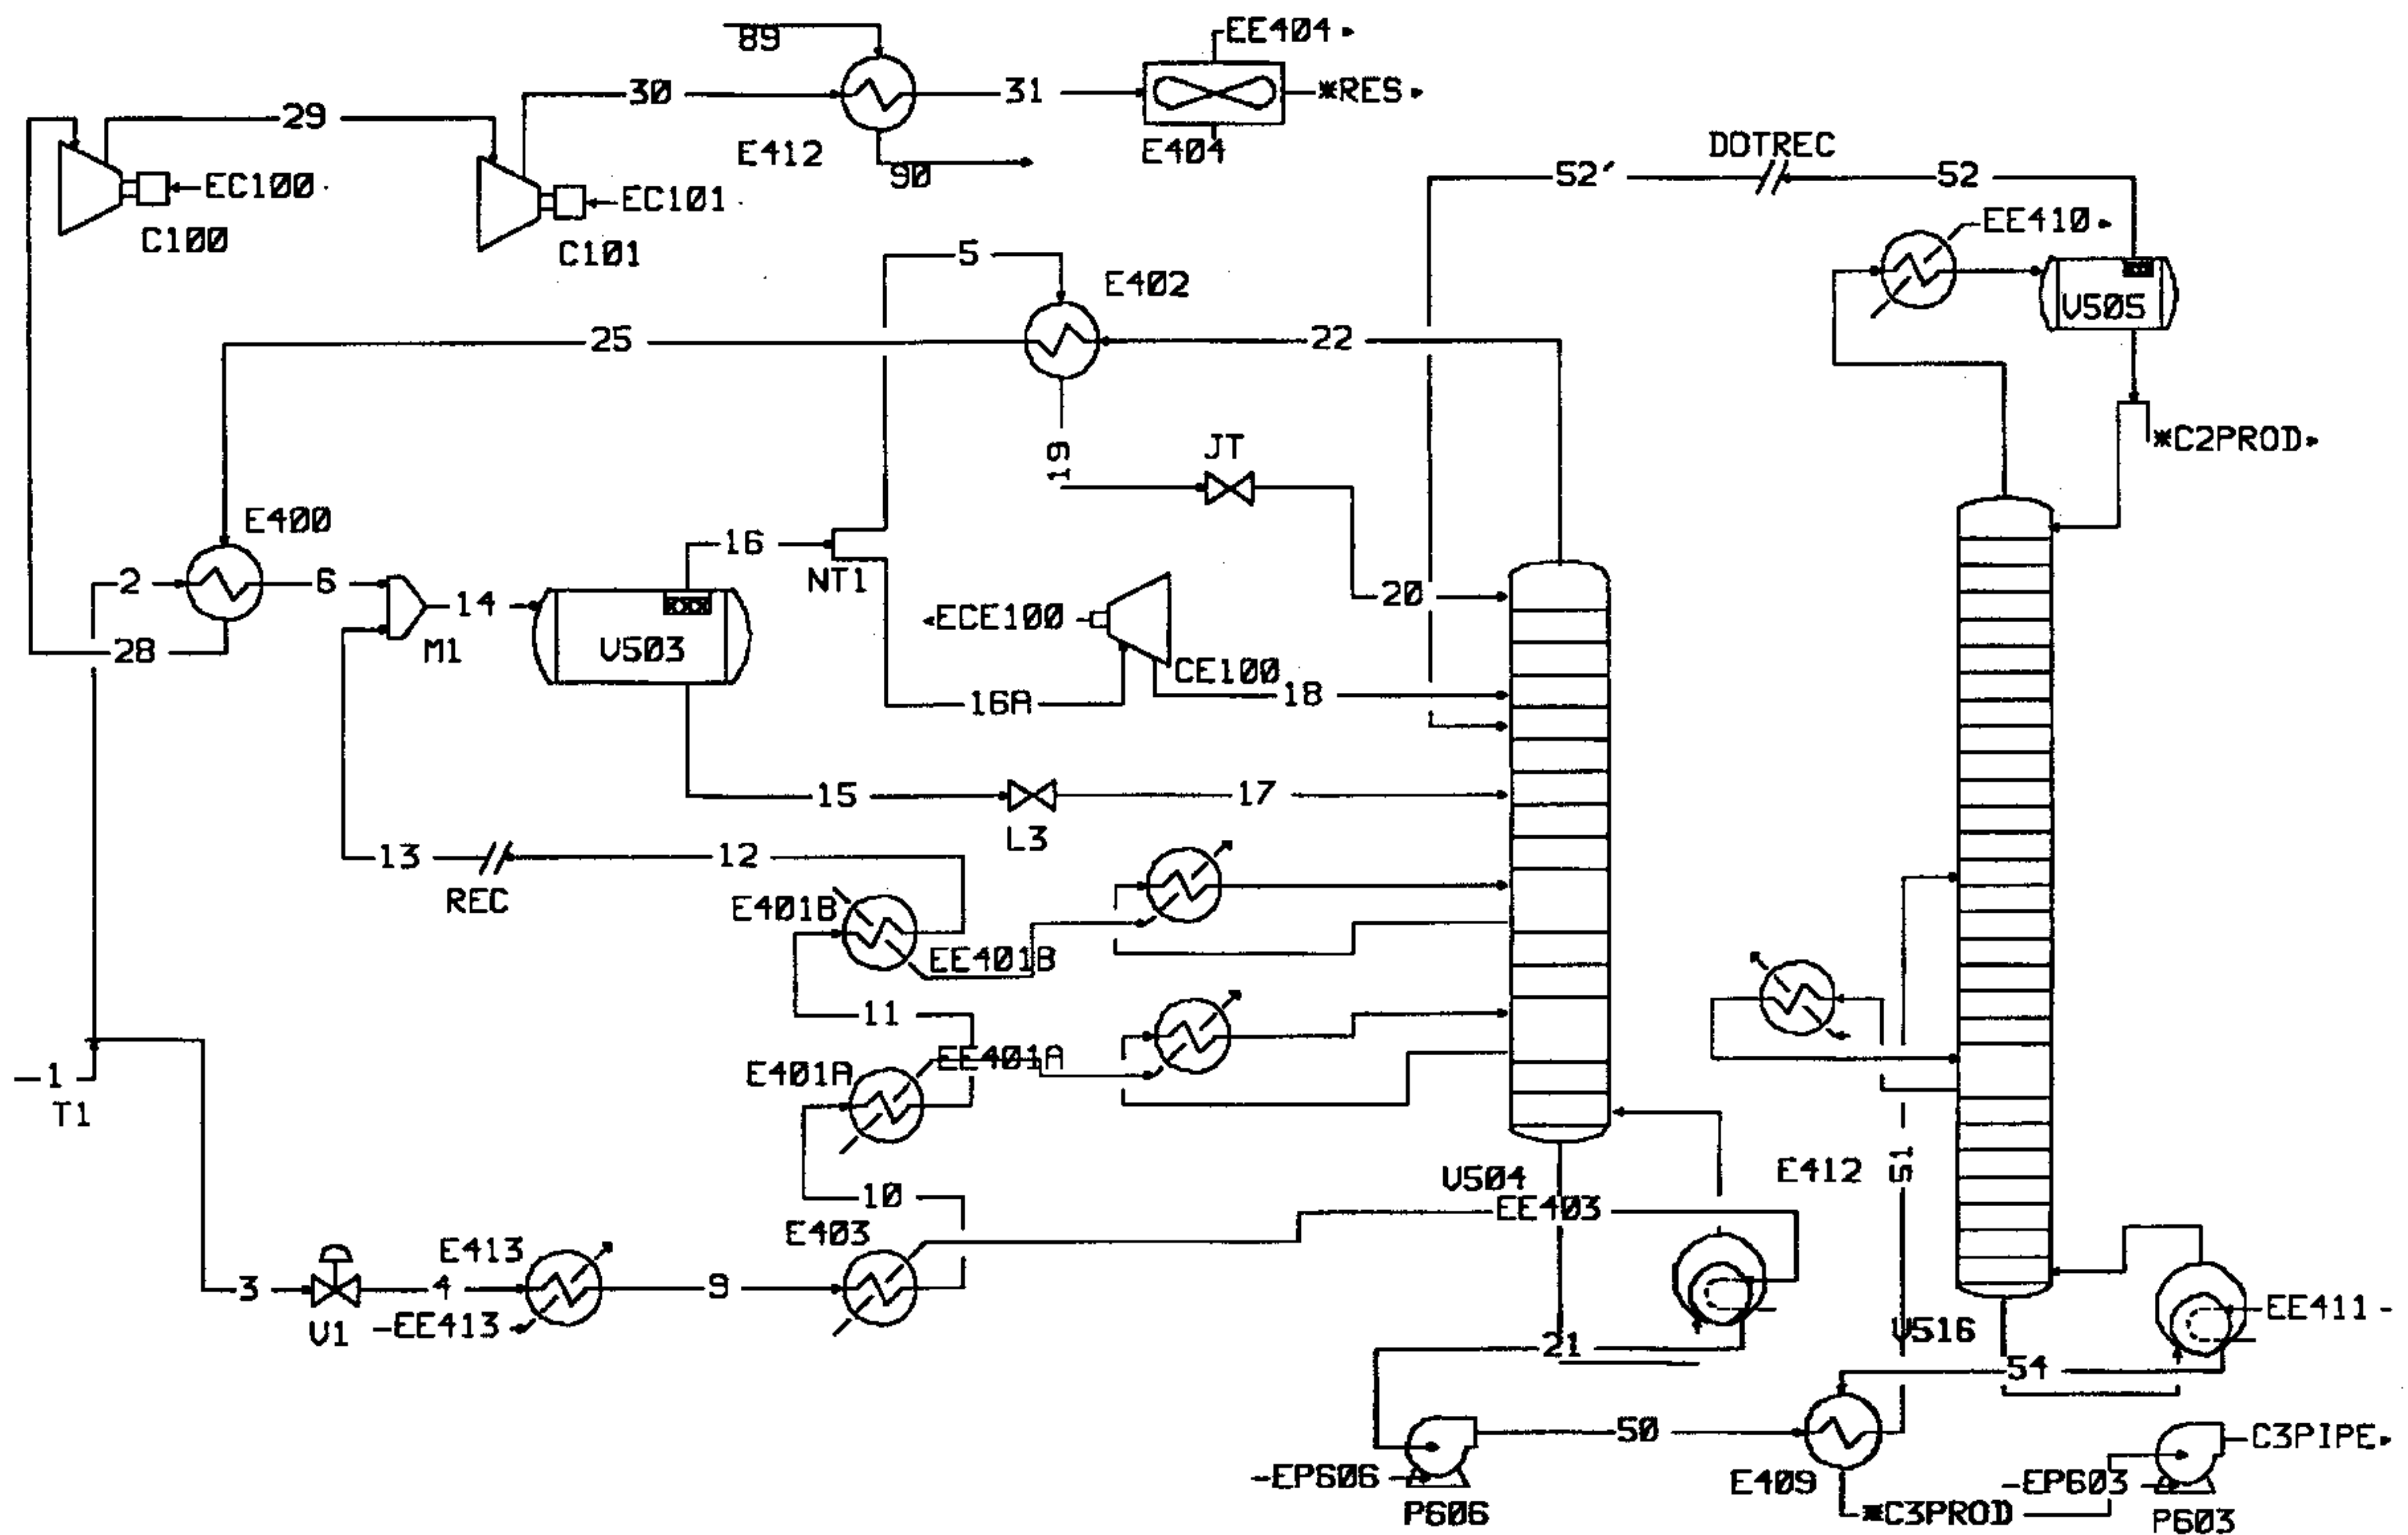 89
EE404
30
31
*RES
29
E412
E404
90
EC100
EC101
C100
C101
DOTREC
52'
52
EE410
5
E402
V505
25
22
19
JT
*C2PROD
E400
16
2
6
14
NT1
20
ECE100
28
M1
V503
CE100
16A
18
15
17
L3
13
12
REC
E401B
EE401B
11
EE401A
E401A
1
T1
10
V504
E412
51
EE403
E403
E413
3
4
9
EE413
V1
21
V516
EE411
54
50
C3PIPE
EP606
P606
E409
EP603
*C3PROD
P603